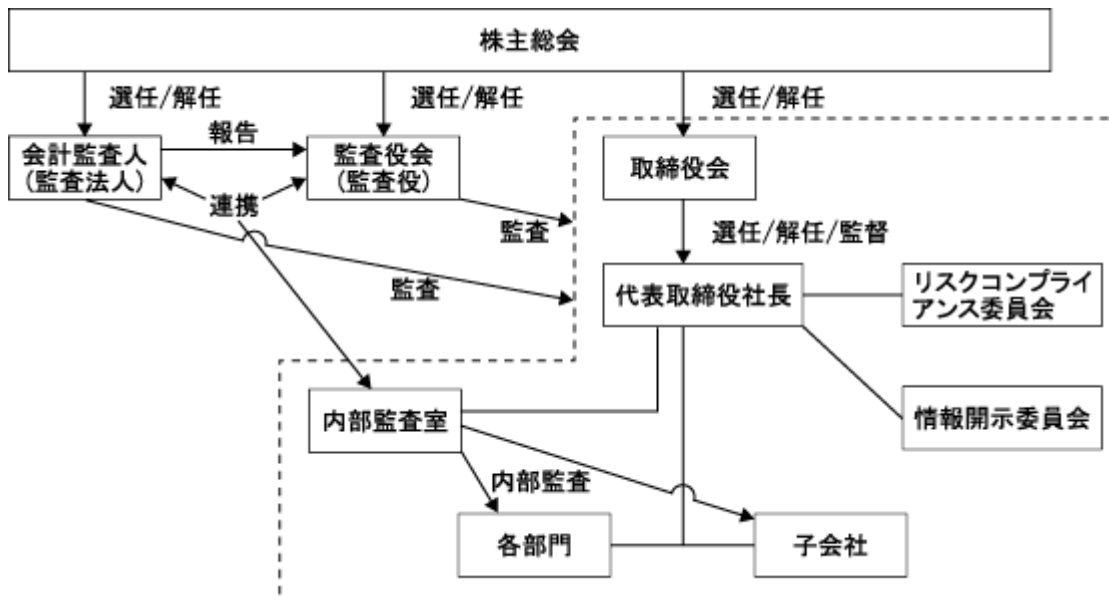 株主総会
選任/解任
選任/解任
選任/解任
会計監査人
(監査法人)
報告
監査役会
(監査役)
取締役会
連携
監査
選任/解任/監督
監査
代表取締役社長
リスクコンプライ
アンス委員会
内部監査室
情報開示委員会
内部監査
各部門
子会社